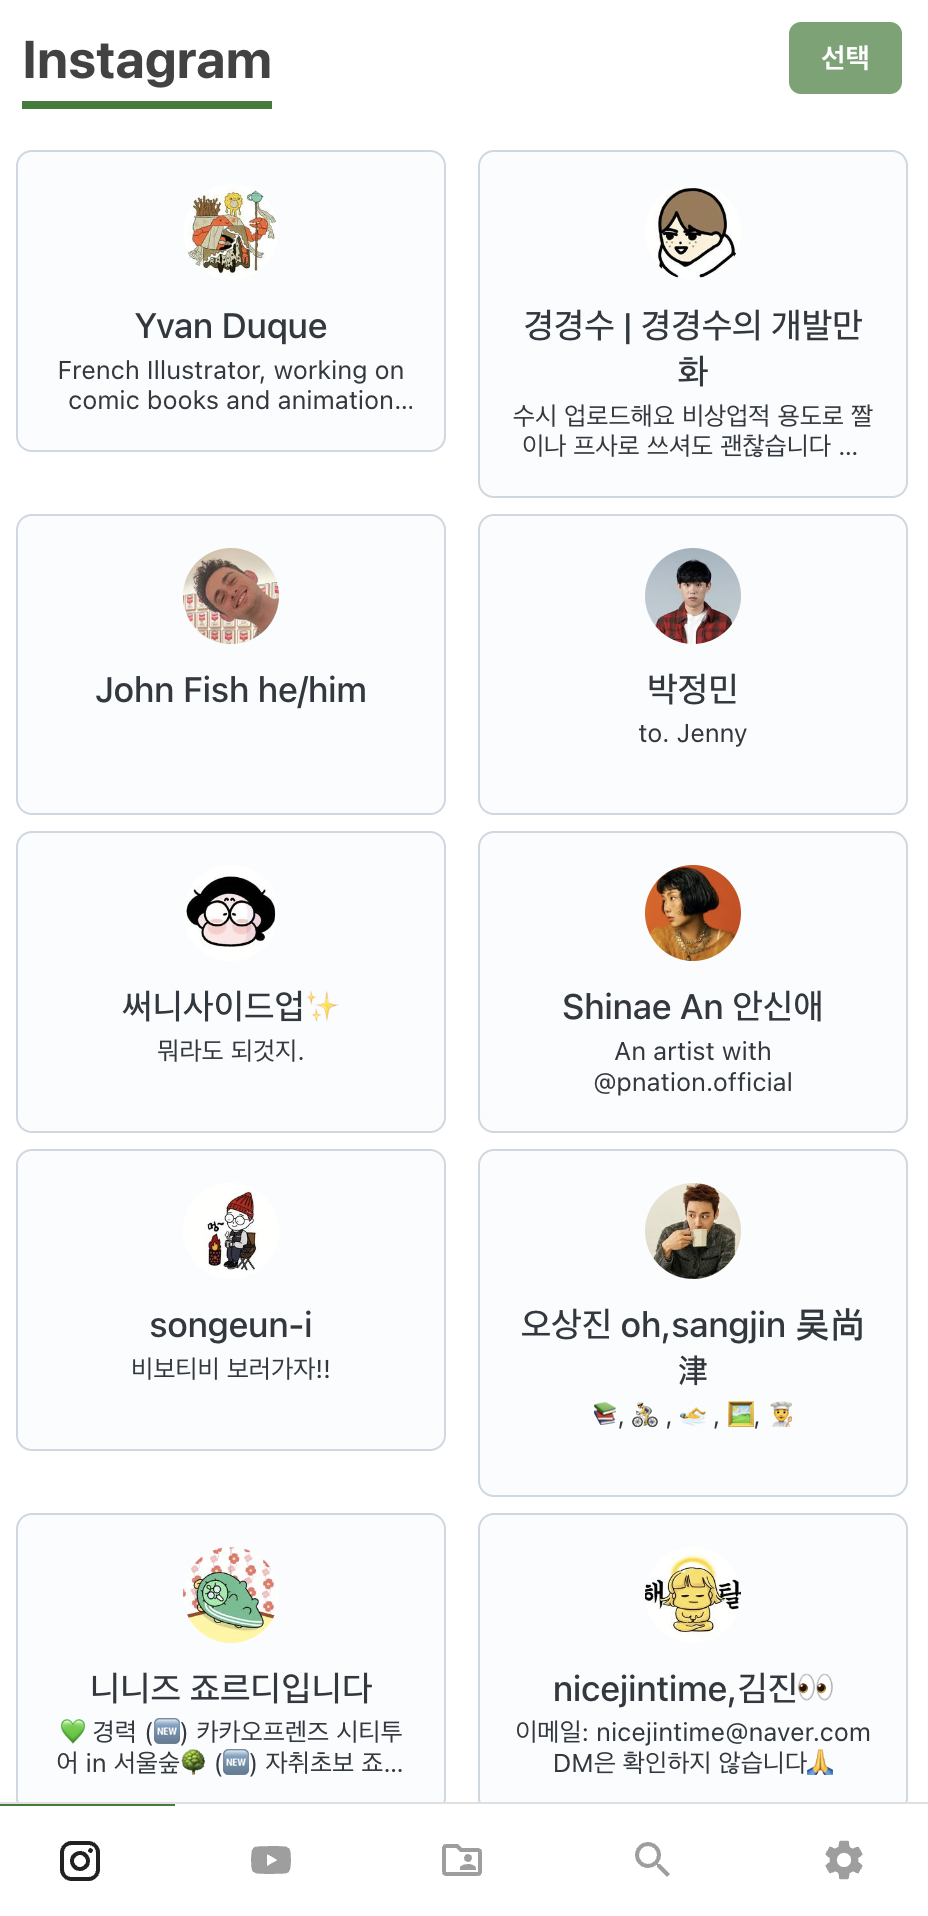 Instagram
선택
Yvan Duque
French Illustrator, working on
comic books and animation...
경경수 | 경경수의 개발만
화
수시 업로드해요 비상업적 용도로 짤
이나 프사로 쓰셔도 괜찮습니다 ...
John Fish he/him
박정민
to. Jenny
써니사이드업✨
뭐라도 되것지.
Shinae An 안신애
An artist with
@pnation.official
멍~
songeun-i
비보티비 보러가자!!
오상진 oh,sangjin 吴尚
津
📚, 🚴 , 🏊 , 🖼, 👨‍🍳
니니즈 죠르디입니다
💚 경력 (🆕) 카카오프렌즈 시티투
어 in 서울숲🌳 (🆕) 자취초보 죠...
해탈
nicejintime,김진👀
이메일: nicejintime@naver.com
DM은 확인하지 않습니다🙏